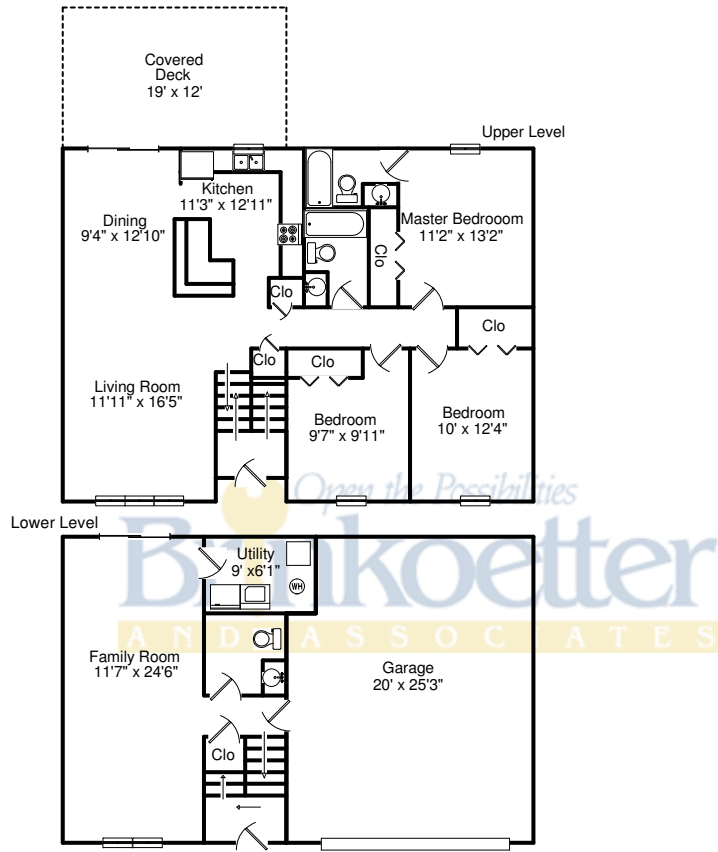 Covered
Deck
19' x 12'
Upper Level
Kitchen
11'3" x 12'11"
Dining
9'4" x 12'10"
Master Bedrooom
11'2" x 13'2"
Clo
Clo
Clo
Clo
Clo
Living Room
11'11" x 16'5"
Bedroom
9'7" x 9'11"
Bedroom
10' x 12'4"
Open the Possibilities
Brinkoetter
AND ASSOCIATES
Lower Level
Utility
9' x6'1"
WH
Family Room
11'7" x 24'6"
Garage
20' x 25'3"
Clo